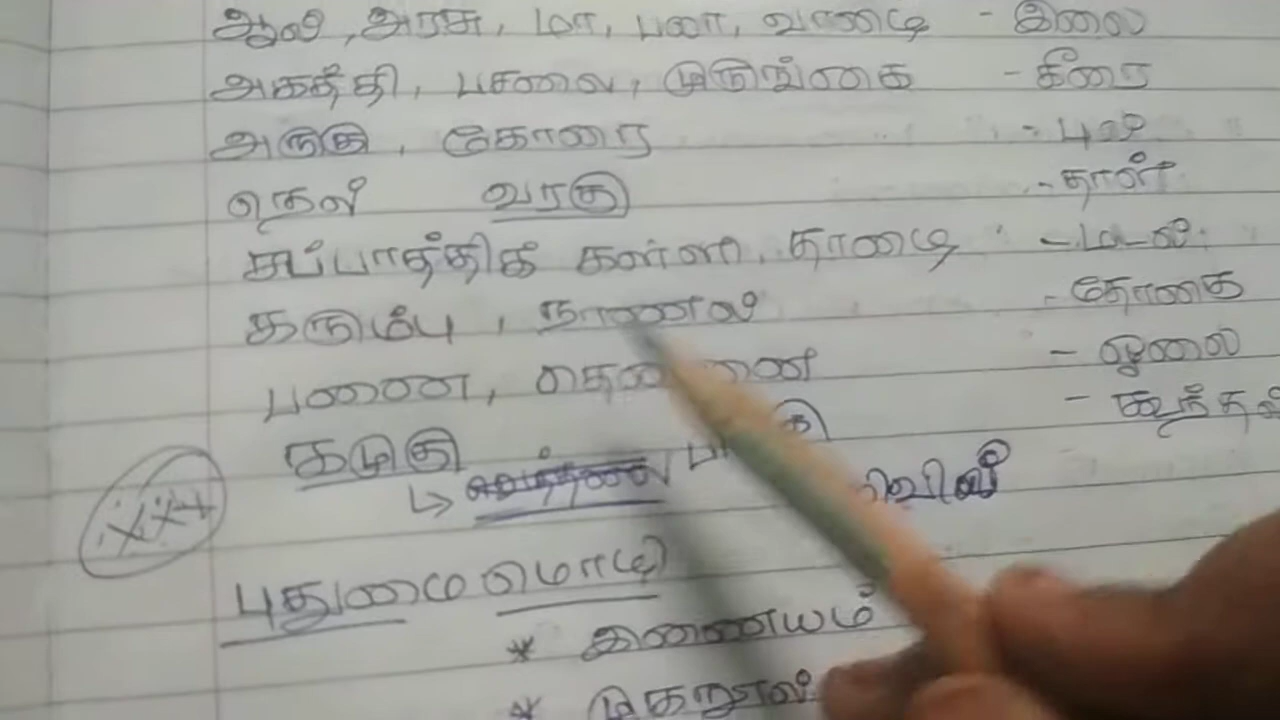 ஆல், அரசு, மா, பலா, வாழை - இலை
அகத்தி, பசலை, முருங்கை - கீரை
அருகு, கோரை - புல்
நெல் வரகு - தாள்
சப்பாத்திக் கள்ளி, தாழை - மடல்
கரும்பு, நாணல் - தோகை
பனை, - ஓலை
கமுகு - கூந்தல்
புதுமை மொழி
* இணையம்
*